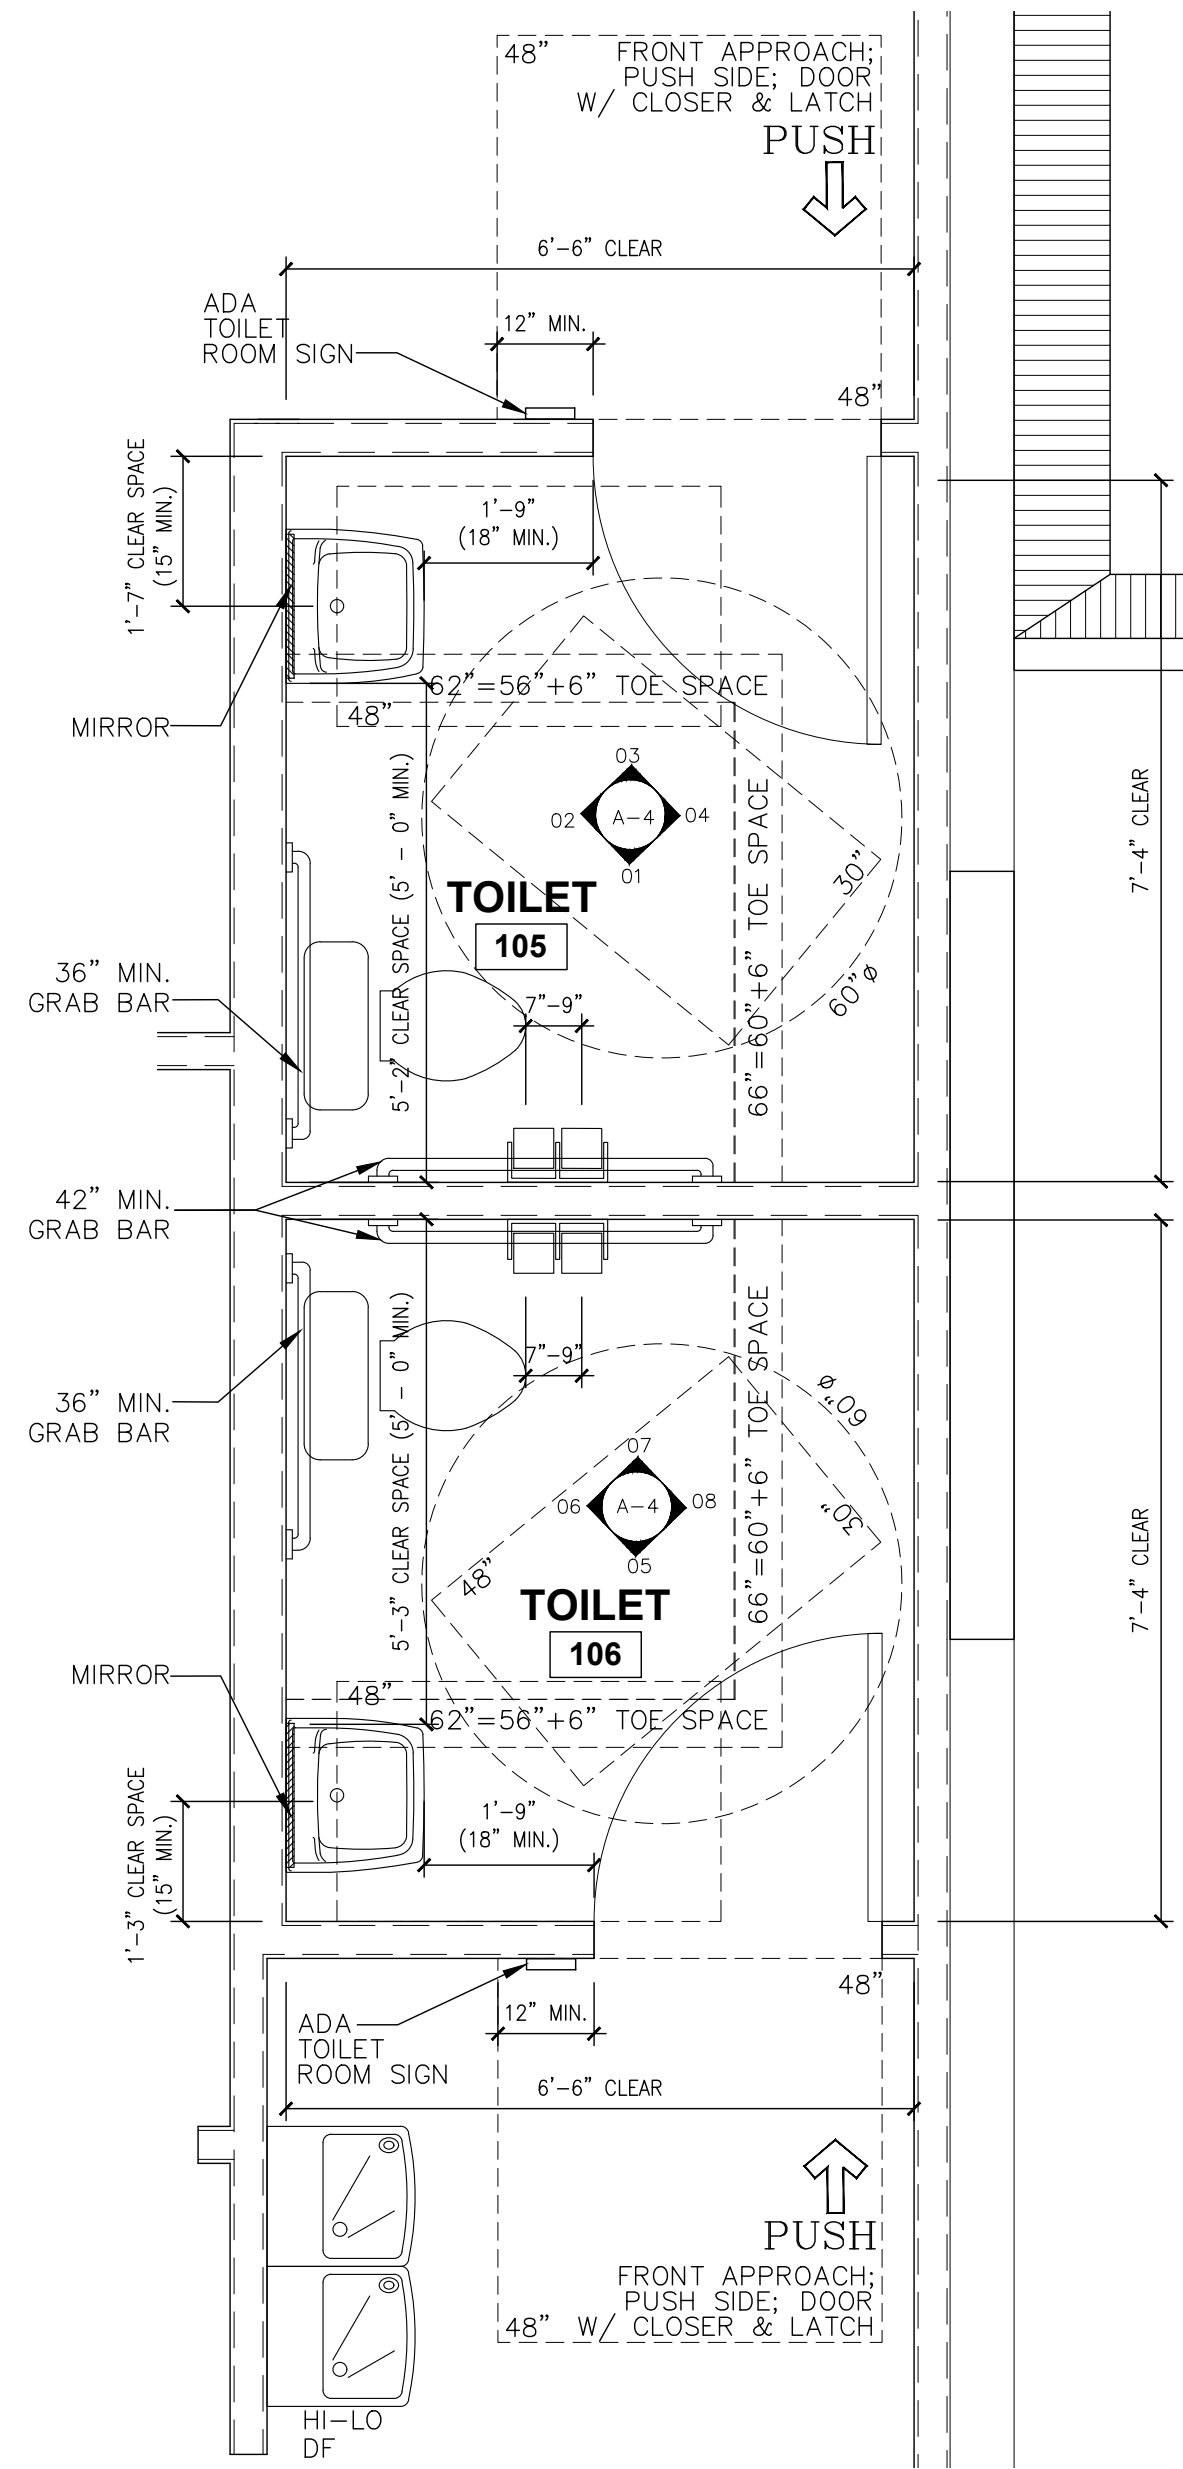 48” FRONT APPROACH;
PUSH SIDE; DOOR
W/ CLOSER & LATCH
PUSH
6’-6” CLEAR
ADA
TOILET
ROOM SIGN
12” MIN.
48”
1’-7” CLEAR SPACE
(15” MIN.)
1’-9”
(18” MIN.)
62”=56”+6” TOE SPACE
48”
MIRROR
03
02 A-4 04
01
5’-2” CLEAR SPACE (5’ - 0” MIN.)
66”=60”+6” TOE SPACE
30”
60”ø
7’-4” CLEAR
TOILET
105
36” MIN.
GRAB BAR
7”-9”
42” MIN.
GRAB BAR
36” MIN.
GRAB BAR
7”-9”
5’-3” CLEAR SPACE (5’ - 0” MIN.)
66”=60”+6” TOE SPACE
60”ø
30”
48”
07
06 A-4 08
05
7’-4” CLEAR
TOILET
106
MIRROR
48”
62”=56”+6” TOE SPACE
1’-9”
(18” MIN.)
1’-3” CLEAR SPACE
(15” MIN.)
48”
ADA
TOILET
ROOM SIGN
12” MIN.
6’-6” CLEAR
PUSH
FRONT APPROACH;
PUSH SIDE; DOOR
48” W/ CLOSER & LATCH
HI-LO
DF